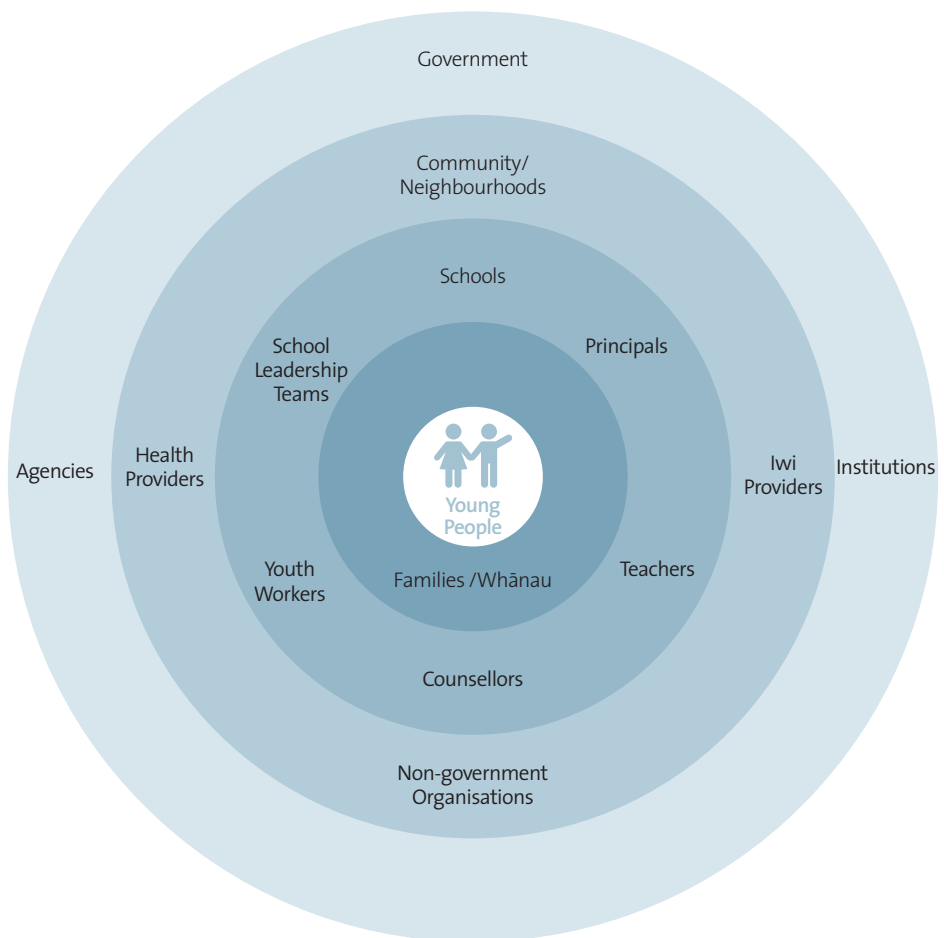 Government
Community/
Neighbourhoods
Schools
School
Leadership
Teams
Principals
Agencies
Health
Providers
Young
People
Iwi
Providers
Institutions
Youth
Workers
Families /Whānau
Teachers
Counsellors
Non-government
Organisations